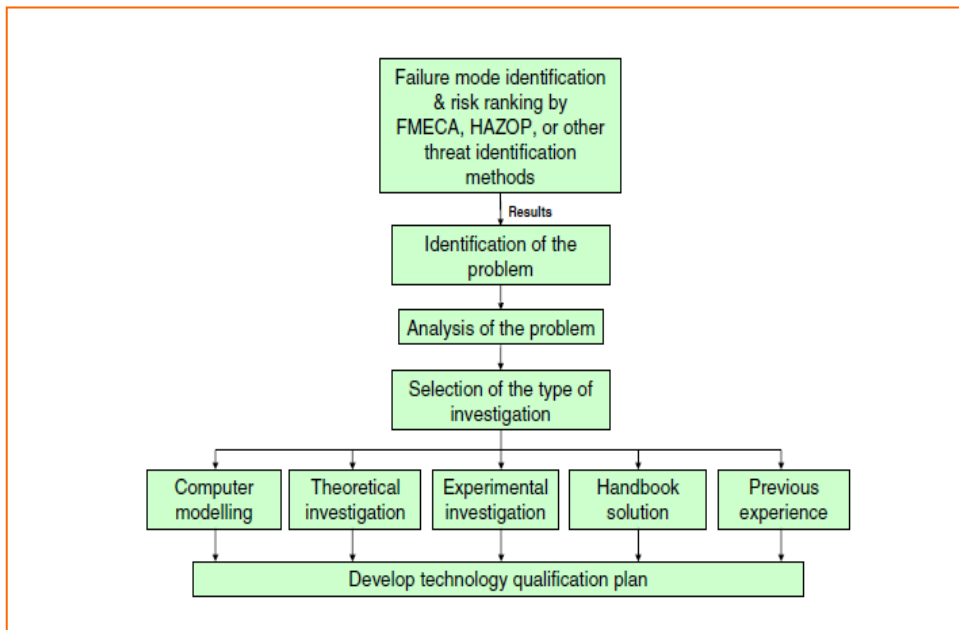 Failure mode identification
& risk ranking by
FMECA, HAZOP, or other
threat identification
methods
Results
Identification of the
problem
Analysis of the problem
Selection of the type of
investigation
Computer
modelling
Theoretical
investigation
Experimental
investigation
Handbook
solution
Previous
experience
Develop technology qualification plan